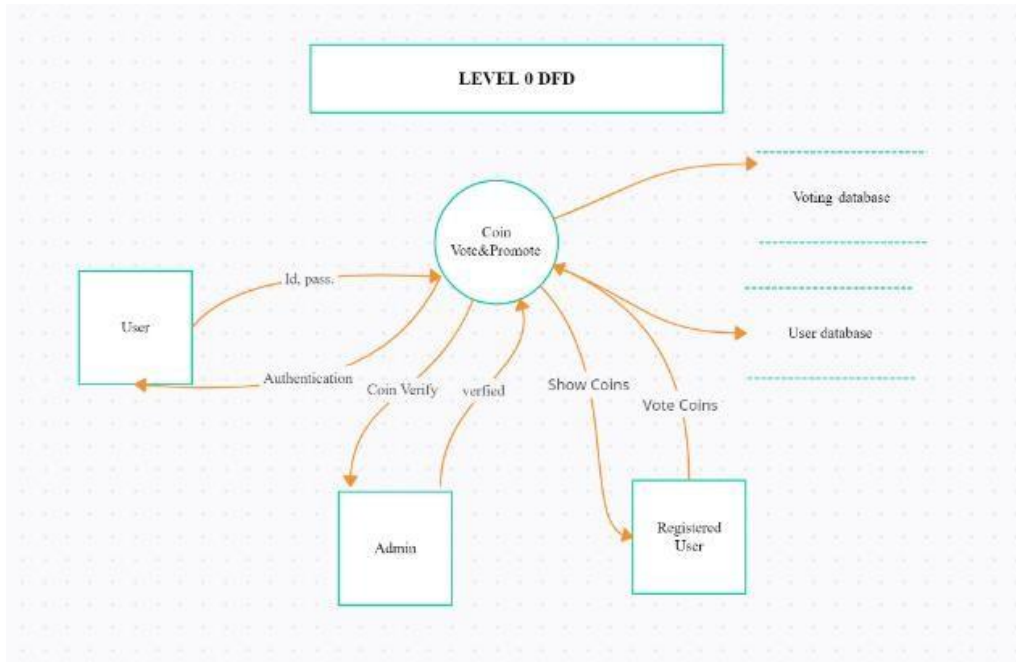 LEVEL 0 DFD
Voting database
Coin
Vote&Promote
Id, pass.
User
User database
Authentication
Coin Verify
verfied
Show Coins
Vote Coins
Admin
Registered
User